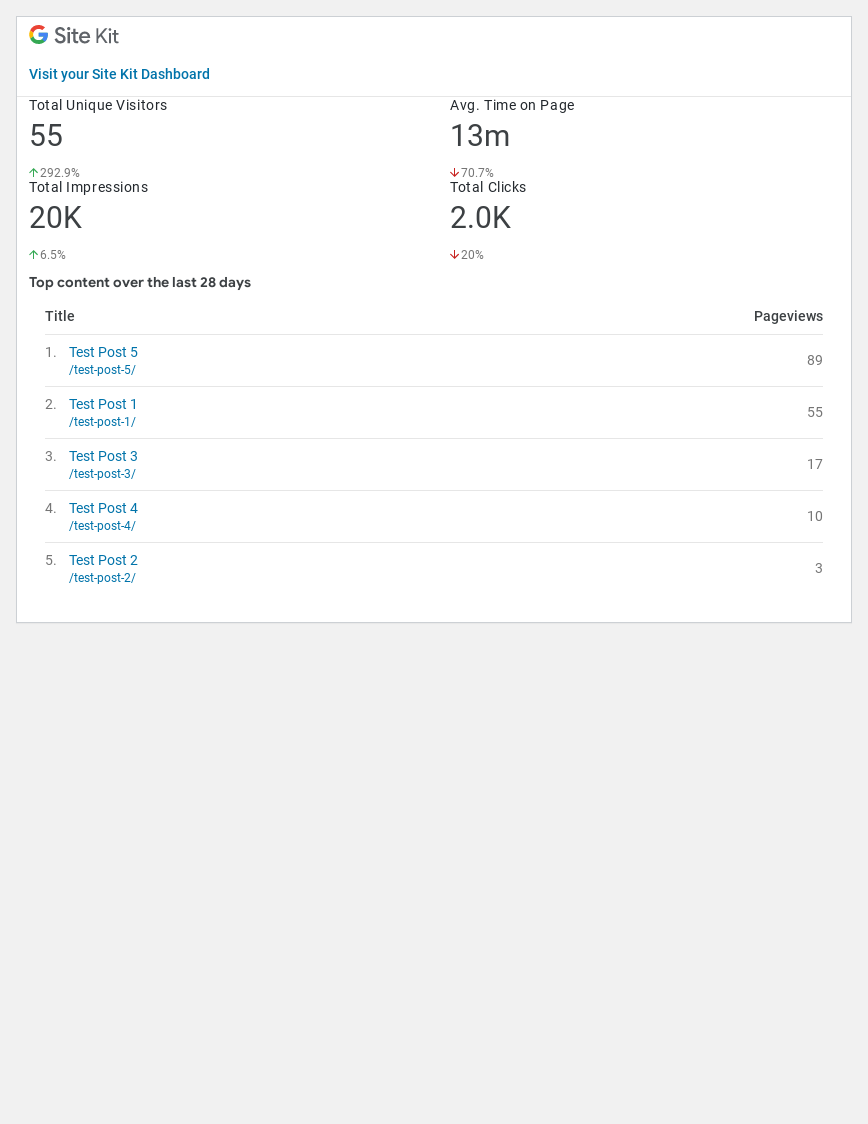 Site Kit
Visit your Site Kit Dashboard
Total Unique Visitors
55
292.9%
Avg. Time on Page
13m
70.7%
Total Impressions
20K
6.5%
Total Clicks
2.0K
20%
Top content over the last 28 days
Title Pageviews
1. Test Post 5
/test-post-5/
89
2. Test Post 1
/test-post-1/
55
3. Test Post 3
/test-post-3/
17
4. Test Post 4
/test-post-4/
10
5. Test Post 2
/test-post-2/
3